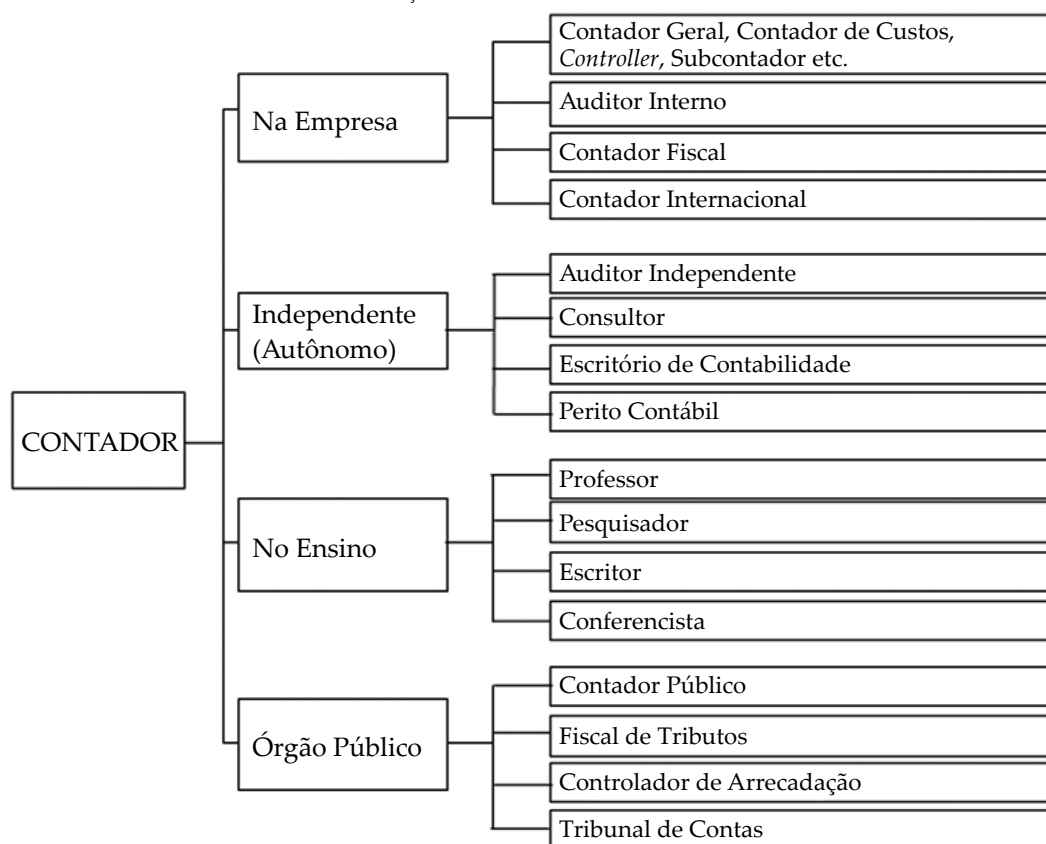 Contador Geral, Contador de Custos,
Controller, Subcontador etc.
Na Empresa
Auditor Interno
Contador Fiscal
Contador Internacional
Auditor Independente
Independente
(Autônomo)
Consultor
Escritório de Contabilidade
Perito Contábil
CONTADOR
Professor
Pesquisador
No Ensino
Escritor
Conferencista
Contador Público
Órgão Público
Fiscal de Tributos
Controlador de Arrecadação
Tribunal de Contas